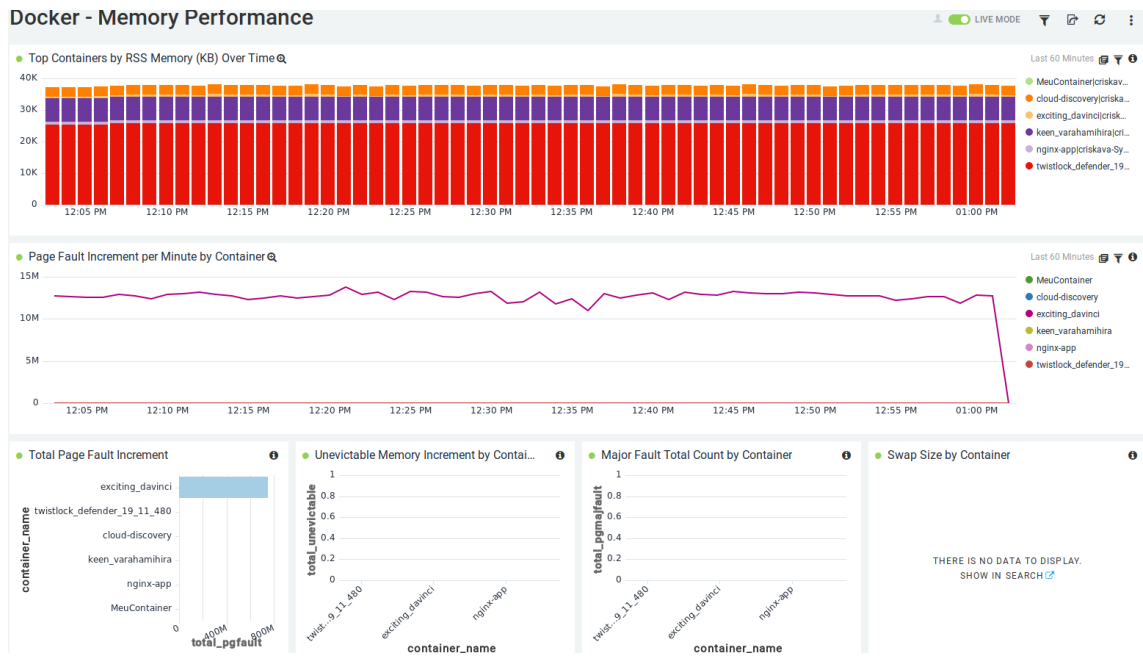 Docker - Memory Performance
LIVE MODE
Top Containers by RSS Memory (KB) Over Time
Last 60 Minutes
40K
30K
20K
10K
0
12:05 PM 12:10 PM 12:15 PM 12:20 PM 12:25 PM 12:30 PM 12:35 PM 12:40 PM 12:45 PM 12:50 PM 12:55 PM 01:00 PM
MeuContainer|criskav...
cloud-discovery|criska...
exciting_davinci|crisk...
keen_varahamihira|cri...
nginx-app|criskava-Sy...
twistlock_defender_19...
Page Fault Increment per Minute by Container
Last 60 Minutes
15M
10M
5M
0
12:05 PM 12:10 PM 12:15 PM 12:20 PM 12:25 PM 12:30 PM 12:35 PM 12:40 PM 12:45 PM 12:50 PM 12:55 PM 01:00 PM
MeuContainer
cloud-discovery
exciting_davinci
keen_varahamihira
nginx-app
twistlock_defender_19...
Total Page Fault Increment
container_name
exciting_davinci
twistlock_defender_19_11_480
cloud-discovery
keen_varahamihira
nginx-app
MeuContainer
0 400M 800M
total_pgfault
Unevictable Memory Increment by Contai...
total_unevictable
1
0.8
0.6
0.4
0.2
0
twist...9_11_480 exciting_davinci nginx-app
container_name
Major Fault Total Count by Container
total_pgmajfault
1
0.8
0.6
0.4
0.2
0
twist...9_11_480 exciting_davinci nginx-app
container_name
Swap Size by Container
THERE IS NO DATA TO DISPLAY.
SHOW IN SEARCH